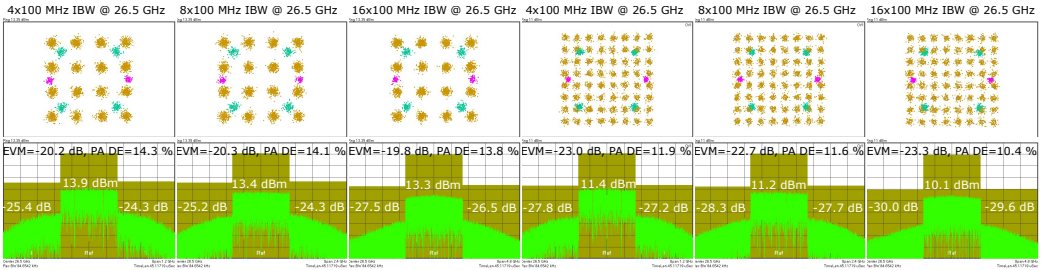 4x100 MHz IBW @ 26.5 GHz
8x100 MHz IBW @ 26.5 GHz
16x100 MHz IBW @ 26.5 GHz
4x100 MHz IBW @ 26.5 GHz
8x100 MHz IBW @ 26.5 GHz
16x100 MHz IBW @ 26.5 GHz
EVM=-20.2 dB, PA DE=14.3 %
EVM=-20.3 dB, PA DE=14.1 %
EVM=-19.8 dB, PA DE=13.8 %
EVM=-23.0 dB, PA DE=11.9 %
EVM=-22.7 dB, PA DE=11.6 %
EVM=-23.3 dB, PA DE=10.4 %
13.9 dBm
-25.4 dB
-24.3 dB
13.4 dBm
-25.2 dB
-24.3 dB
13.3 dBm
-27.5 dB
-26.5 dB
11.4 dBm
-27.8 dB
-27.2 dB
11.2 dBm
-28.3 dB
-27.7 dB
10.1 dBm
-30.0 dB
-29.6 dB